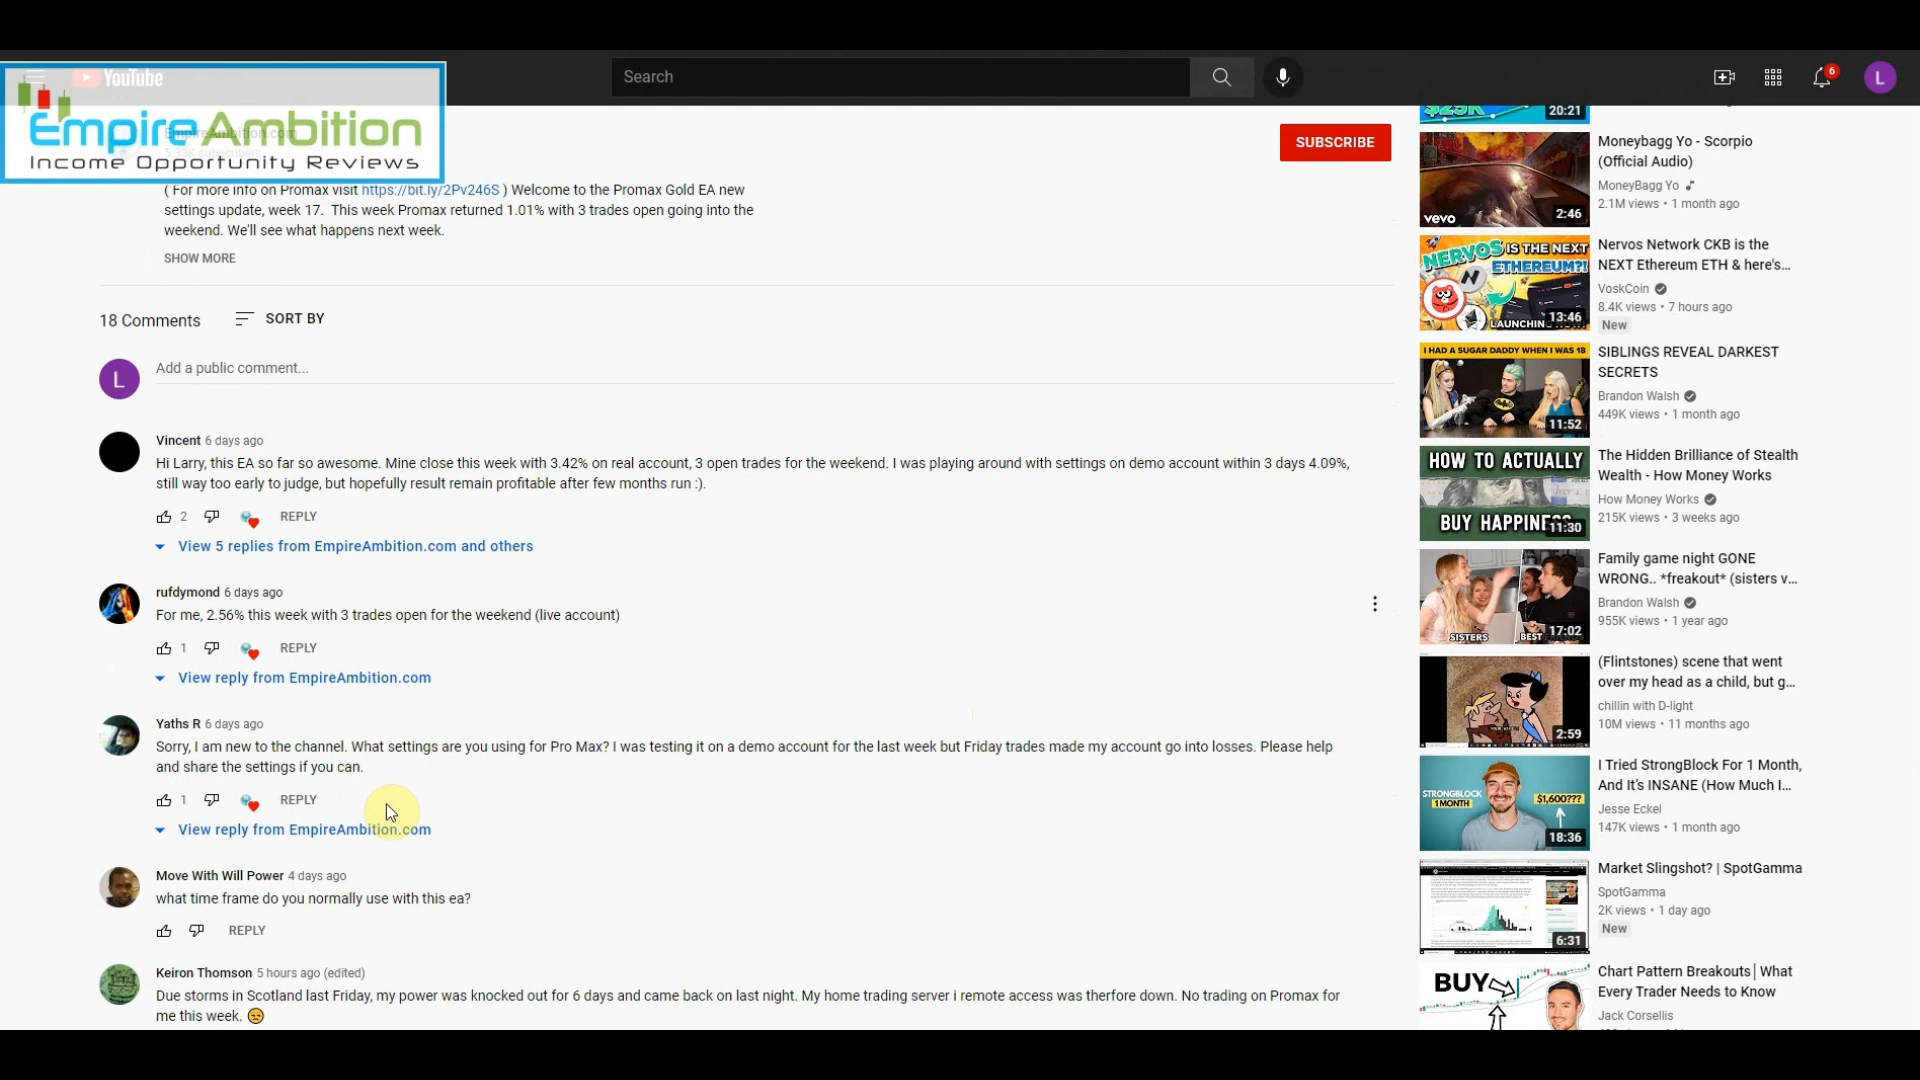 YouTube
Search
6
L
EmpireAmbition
Income Opportunity Reviews
SUBSCRIBE
( For more info on Promax visit https://bit.ly/2Pv246S ) Welcome to the Promax Gold EA new
settings update, week 17.  This week Promax returned 1.01% with 3 trades open going into the
weekend. We'll see what happens next week.
SHOW MORE
18 Comments
SORT BY
L
Add a public comment...
Vincent 6 days ago
Hi Larry, this EA so far so awesome. Mine close this week with 3.42% on real account, 3 open trades for the weekend. I was playing around with settings on demo account within 3 days 4.09%,
still way too early to judge, but hopefully result remain profitable after few months run :).
2 REPLY
View 5 replies from EmpireAmbition.com and others
rufdymond 6 days ago
For me, 2.56% this week with 3 trades open for the weekend (live account)
1 REPLY
View reply from EmpireAmbition.com
Yaths R 6 days ago
Sorry, I am new to the channel. What settings are you using for Pro Max? I was testing it on a demo account for the last week but Friday trades made my account go into losses. Please help
and share the settings if you can.
1 REPLY
View reply from EmpireAmbition.com
Move With Will Power 4 days ago
what time frame do you normally use with this ea?
REPLY
Keiron Thomson 5 hours ago (edited)
Due storms in Scotland last Friday, my power was knocked out for 6 days and came back on last night. My home trading server i remote access was therfore down. No trading on Promax for
me this week. 😣
$25K
20:21
vevo
2:46
Moneybagg Yo - Scorpio
(Official Audio)
MoneyBagg Yo
2.1M views • 1 month ago
NERVOS IS THE NEXT
ETHEREUM?!
13:46
Nervos Network CKB is the
NEXT Ethereum ETH & here's...
VoskCoin
8.4K views • 7 hours ago
New
I HAD A SUGAR DADDY WHEN I WAS 18
11:52
SIBLINGS REVEAL DARKEST
SECRETS
Brandon Walsh
449K views • 1 month ago
HOW TO ACTUALLY
BUY HAPPINESS
11:30
The Hidden Brilliance of Stealth
Wealth - How Money Works
How Money Works
215K views • 3 weeks ago
SISTERS BEST
17:02
Family game night GONE
WRONG.. *freakout* (sisters v...
Brandon Walsh
955K views • 1 year ago
2:59
(Flintstones) scene that went
over my head as a child, but g...
chillin with D-light
10M views • 11 months ago
STRONGBLOCK
1 MONTH
$1,600???
18:36
I Tried StrongBlock For 1 Month,
And It's INSANE (How Much I...
Jesse Eckel
147K views • 1 month ago
6:31
Market Slingshot? | SpotGamma
SpotGamma
2K views • 1 day ago
New
BUY
Chart Pattern Breakouts│What
Every Trader Needs to Know
Jack Corsellis